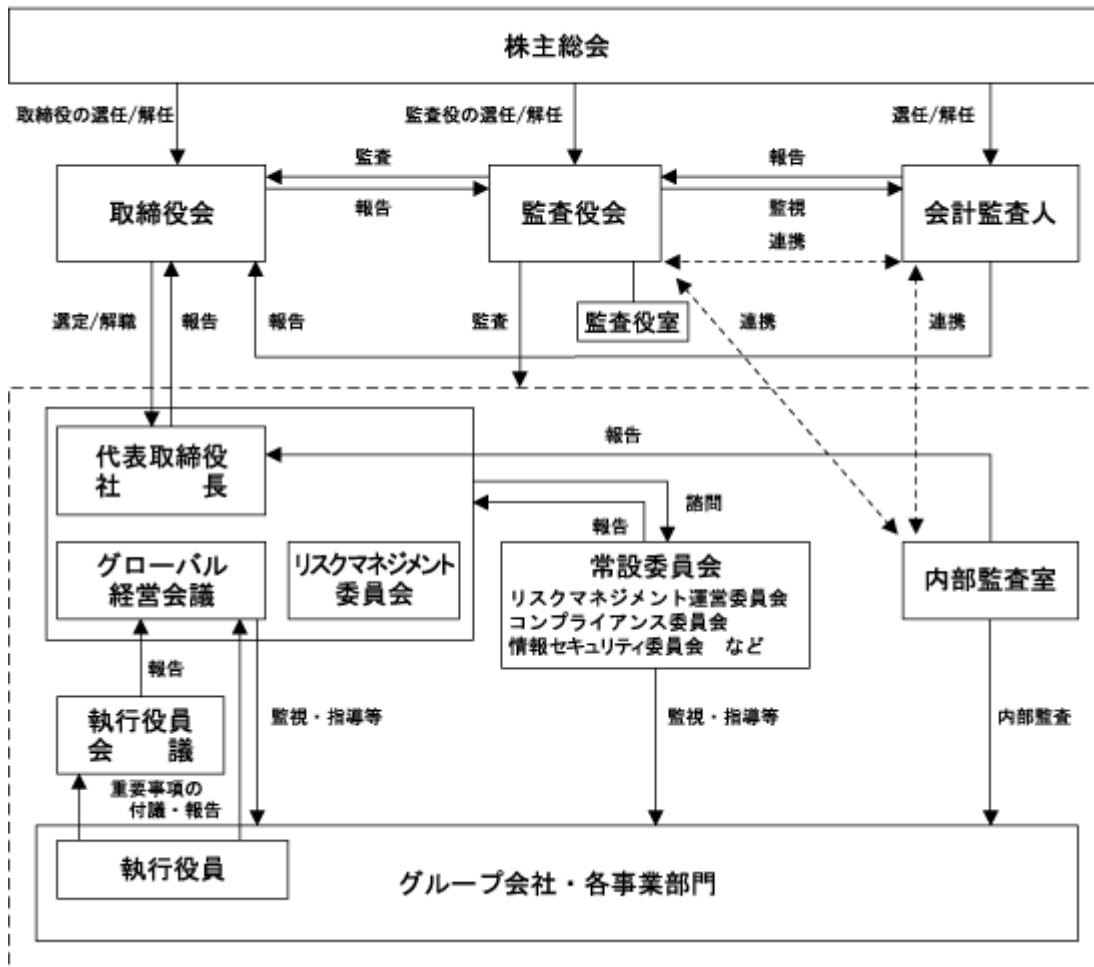 株主総会
取締役の選任/解任
監査役の選任/解任
選任/解任
監査
報告
取締役会
報告
監査役会
監視
会計監査人
連携
選定/解職
報告
報告
監査
監査役室
連携
連携
代表取締役
社　　　長
報告
諮問
報告
グローバル
経営会議
リスクマネジメント
委員会
常設委員会
リスクマネジメント運営委員会
コンプライアンス委員会
情報セキュリティ委員会　など
内部監査室
報告
執行役員
会　　議
監視・指導等
監視・指導等
内部監査
重要事項の
付議・報告
執行役員
グループ会社・各事業部門